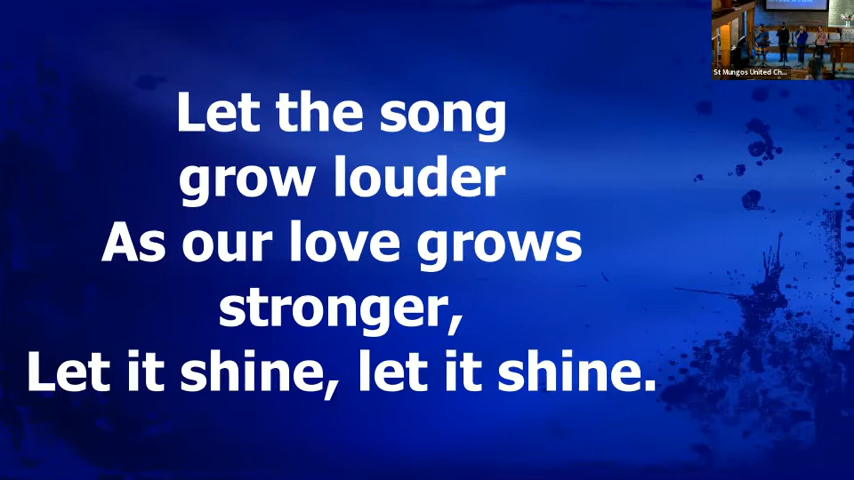 Let the song
grow louder
As our love grows
stronger,
Let it shine, let it shine.
St Mungos United Ch...